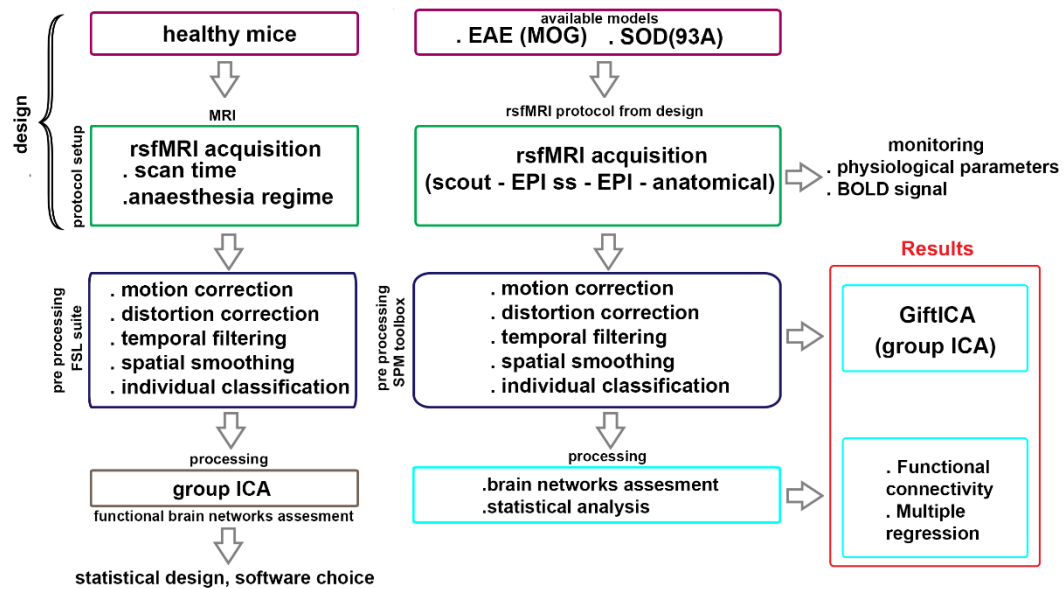 design
healthy mice
MRI
protocol setup
rsfMRI acquisition
. scan time
.anaesthesia regime
pre processing
FSL suite
. motion correction
. distortion correction
. temporal filtering
. spatial smoothing
. individual classification
processing
group ICA
functional brain networks assesment
statistical design, software choice
available models
. EAE (MOG) . SOD(93A)
rsfMRI protocol from design
rsfMRI acquisition
(scout - EPI ss - EPI - anatomical)
monitoring
. physiological parameters
. BOLD signal
pre processing
SPM toolbox
. motion correction
. distortion correction
. temporal filtering
. spatial smoothing
. individual classification
processing
.brain networks assesment
.statistical analysis
Results
GiftICA
(group ICA)
. Functional
connectivity
. Multiple
regression